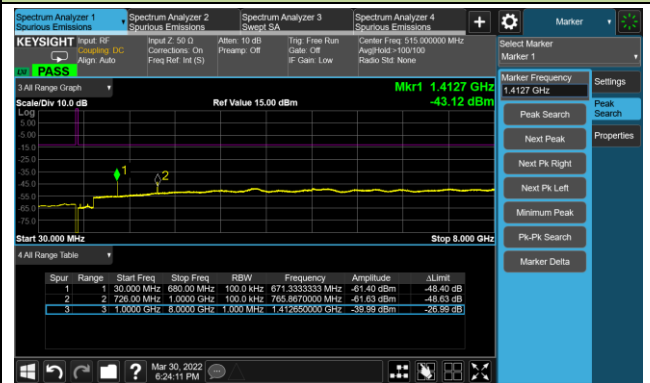 Spectrum Analyzer 1
Spurious Emissions
Spectrum Analyzer 2
Spurious Emissions
Spectrum Analyzer 3
Swept SA
Spectrum Analyzer 4
Spurious Emissions
Marker
KEYSIGHT
Input: RF
Coupling: DC
Align: Auto
Input Z: 50 Ω
Corrections: On
Freq Ref: Int (S)
Atten: 10 dB
Preamp: Off
Trig: Free Run
Gate: Off
IF Gain: Low
Center Freq: 515.000000 MHz
Avg|Hold:>100/100
Radio Std: None
PASS
Select Marker
Marker 1
3 All Range Graph
Mkr1 1.4127 GHz
Scale/Div 10.0 dB
Ref Value 15.00 dBm
-43.12 dBm
Log
5.00
-5.00
-15.0
-25.0
-35.0
-45.0
-55.0
-65.0
-75.0
1
2
Start 30.000 MHz
Stop 8.000 GHz
4 All Range Table
Spur Range Start Freq Stop Freq RBW Frequency Amplitude ΔLimit
1 1 30.000 MHz 680.00 MHz 100.0 kHz 671.3333333 MHz -61.40 dBm -48.40 dB
2 2 726.00 MHz 1.0000 GHz 100.0 kHz 765.8670000 MHz -61.63 dBm -48.63 dB
3 3 1.0000 GHz 8.0000 GHz 1.000 MHz 1.412650000 GHz -39.99 dBm -26.99 dB
Marker Frequency
1.4127 GHz
Peak Search
Next Peak
Next Pk Right
Next Pk Left
Minimum Peak
Pk-Pk Search
Marker Delta
Settings
Peak
Search
Properties
?
Mar 30, 2022
6:24:11 PM